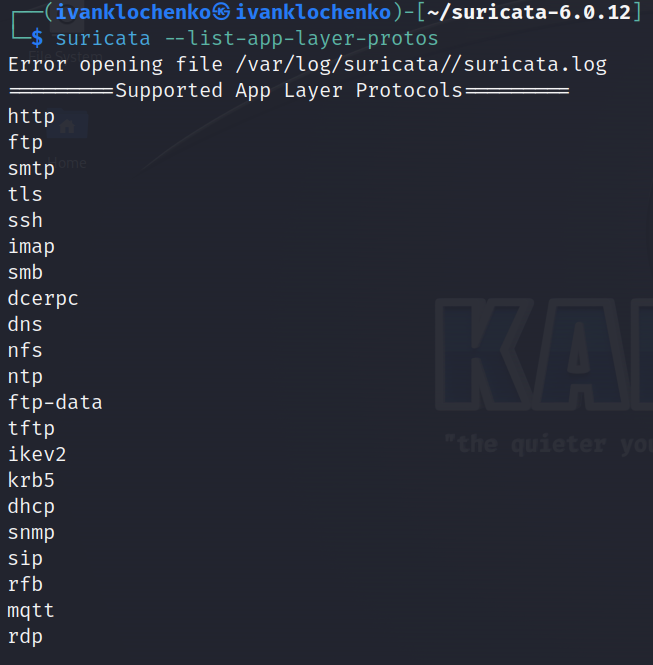 ┌──(ivanklochenko㉿ivanklochenko)-[~/suricata-6.0.12]
└─$ suricata --list-app-layer-protos
Error opening file /var/log/suricata//suricata.log
=========Supported App Layer Protocols=========
http
ftp
smtp
tls
ssh
imap
smb
dcerpc
dns
nfs
ntp
ftp-data
tftp
ikev2
krb5
dhcp
snmp
sip
rfb
mqtt
rdp
Home
KA
"the quieter yo